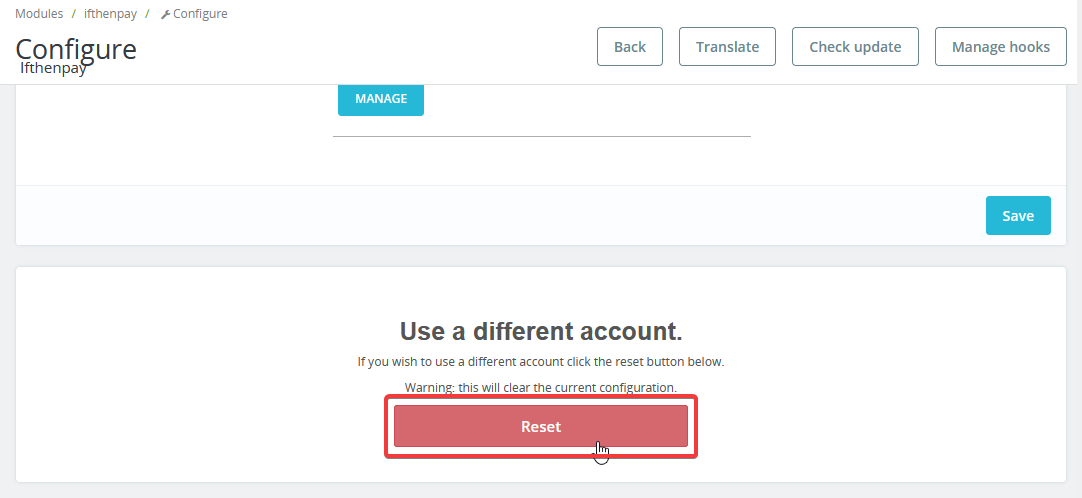 Modules / ifthenpay / Configure
Configure
Ifthenpay
Back
Translate
Check update
Manage hooks
MANAGE
Save
Use a different account.
If you wish to use a different account click the reset button below.
Warning: this will clear the current configuration.
Reset